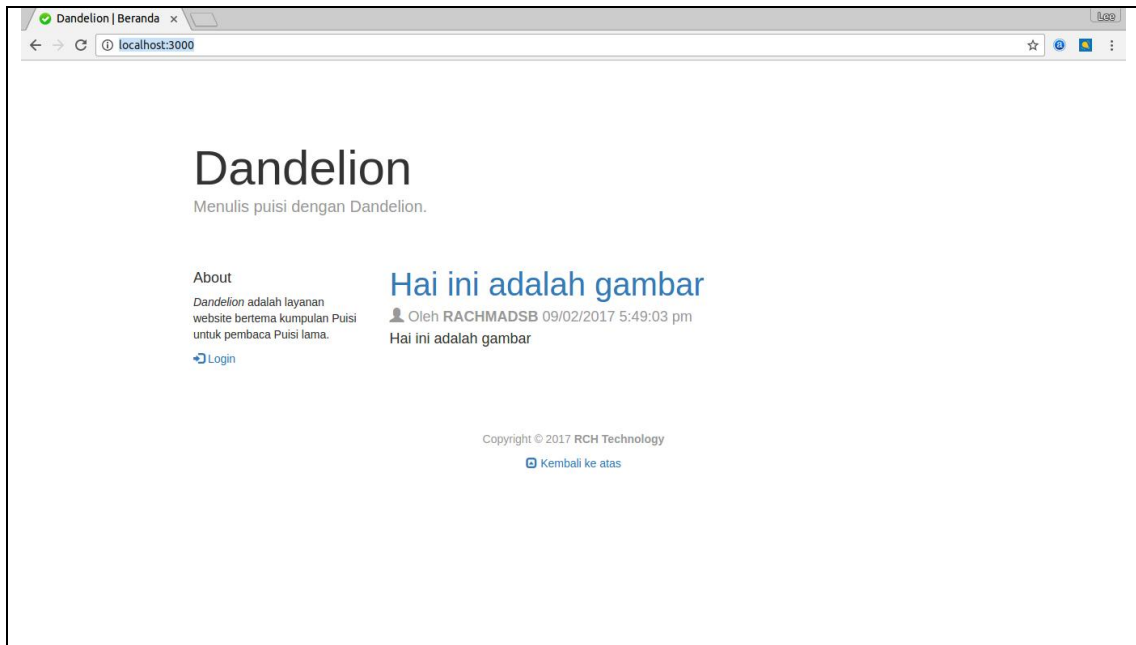 Dandelion | Beranda
Lee
localhost:3000
Dandelion
Menulis puisi dengan Dandelion.
About
Dandelion adalah layanan
website bertema kumpulan Puisi
untuk pembaca Puisi lama.
Login
Hai ini adalah gambar
Oleh RACHMADSB 09/02/2017 5:49:03 pm
Hai ini adalah gambar
Copyright © 2017 RCH Technology
Kembali ke atas